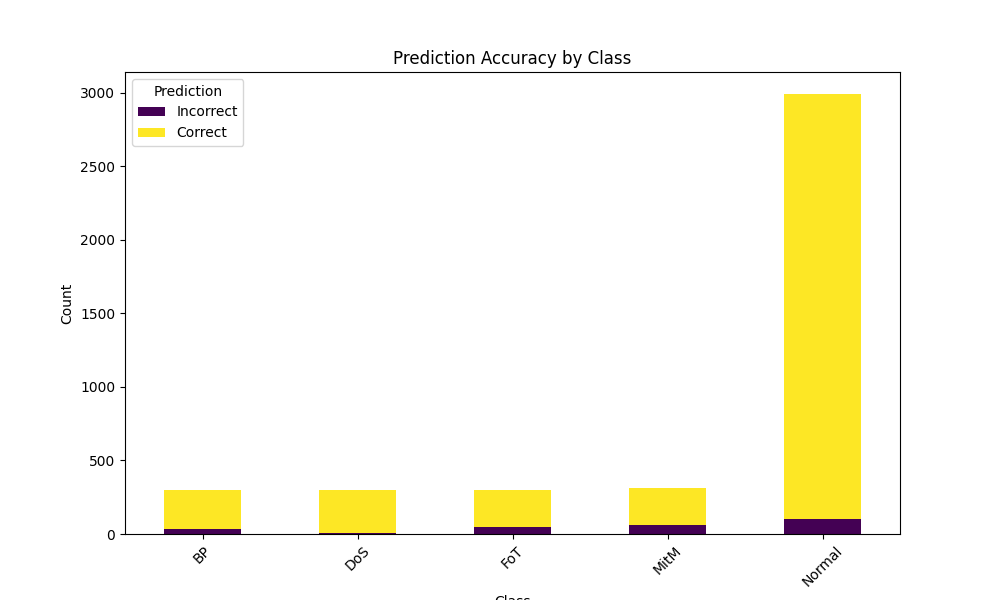 Prediction Accuracy by Class
Prediction
Incorrect
Correct
3000
2500
2000
1500
1000
500
0
Count
BP
DoS
FoT
MitM
Normal
Class